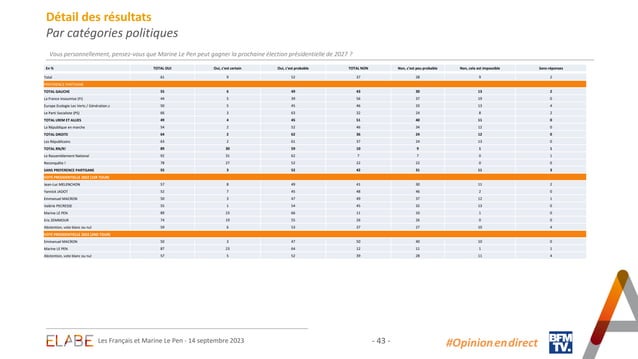 Détail des résultats
Par catégories politiques
Vous personnellement, pensez-vous que Marine Le Pen peut gagner la prochaine élection présidentielle de 2027 ?
En % TOTAL OUI Oui, c'est certain Oui, c'est probable TOTAL NON Non, c'est peu probable Non, cela est impossible Sans réponses
Total 61 9 52 37 28 9 2
PREFERENCE PARTISANE
TOTAL GAUCHE 55 6 49 43 30 13 2
La France insoumise (FI) 44 5 39 56 37 19 0
Europe Ecologie Les Verts / Génération.s 50 5 45 46 33 13 4
Le Parti Socialiste (PS) 66 3 63 32 24 8 2
TOTAL LREM ET ALLIES 49 4 45 51 40 11 0
La République en marche 54 2 52 46 34 12 0
TOTAL DROITE 64 2 62 36 24 12 0
Les Républicains 63 2 61 37 24 13 0
TOTAL RN/R! 89 30 59 10 9 1 1
Le Rassemblement National 92 31 62 7 7 0 1
Reconquête ! 78 27 52 22 22 0 0
SANS PREFERENCE PARTISANE 55 3 52 42 31 11 3
VOTE PRESIDENTIELLE 2022 (1ER TOUR)
Jean-Luc MELENCHON 57 8 49 41 30 11 2
Yannick JADOT 52 7 45 48 46 2 0
Emmanuel MACRON 50 3 47 49 37 12 1
Valérie PECRESSE 55 1 54 45 32 13 0
Marine LE PEN 89 23 66 11 10 1 0
Eric ZEMMOUR 74 19 55 26 26 0 0
Abstention, vote blanc ou nul 59 6 53 37 27 10 4
VOTE PRESIDENTIELLE 2022 (2ND TOUR)
Emmanuel MACRON 50 3 47 50 40 10 0
Marine LE PEN 87 23 64 12 11 1 1
Abstention, vote blanc ou nul 57 5 52 39 28 11 4
ELABE Les Français et Marine Le Pen - 14 septembre 2023 - 43 - #Opinion en direct BFM TV.